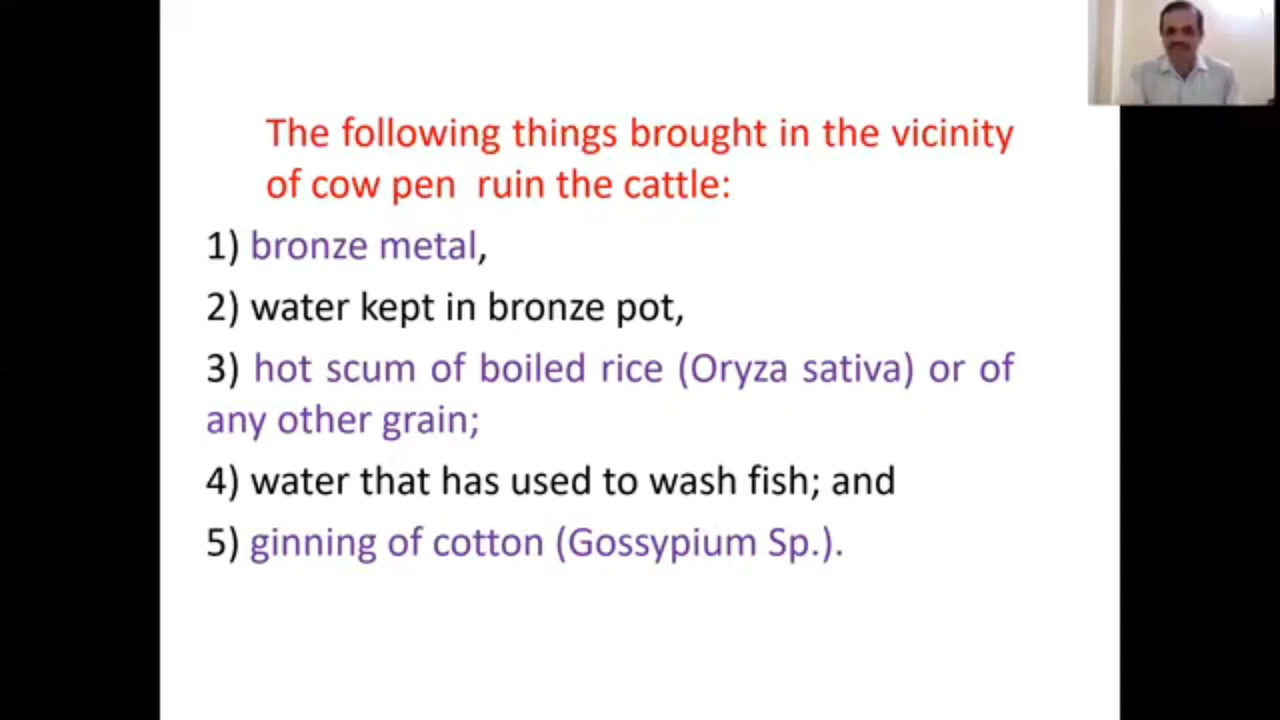 The following things brought in the vicinity
of cow pen ruin the cattle:
1) bronze metal,
2) water kept in bronze pot,
3) hot scum of boiled rice (Oryza sativa) or of
any other grain;
4) water that has used to wash fish; and
5) ginning of cotton (Gossypium Sp.).